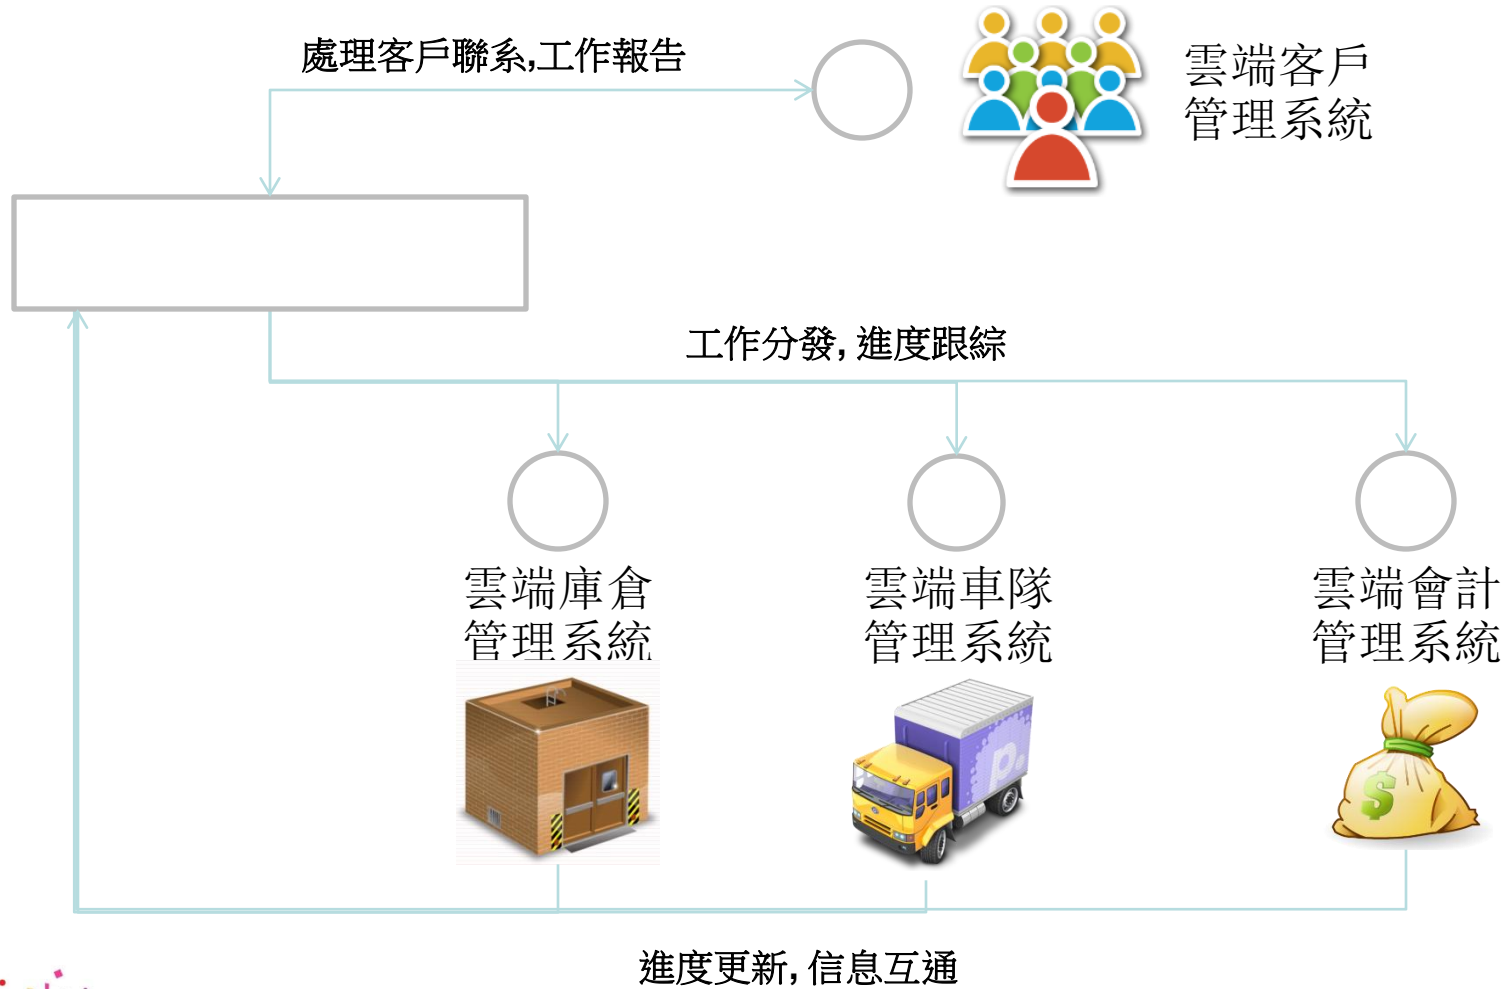 處理客戶聯系,工作報告
雲端客戶
管理系統
工作分發, 進度跟綜
雲端庫倉
管理系統
雲端車隊
管理系統
雲端會計
管理系統
p.
$
進度更新, 信息互通